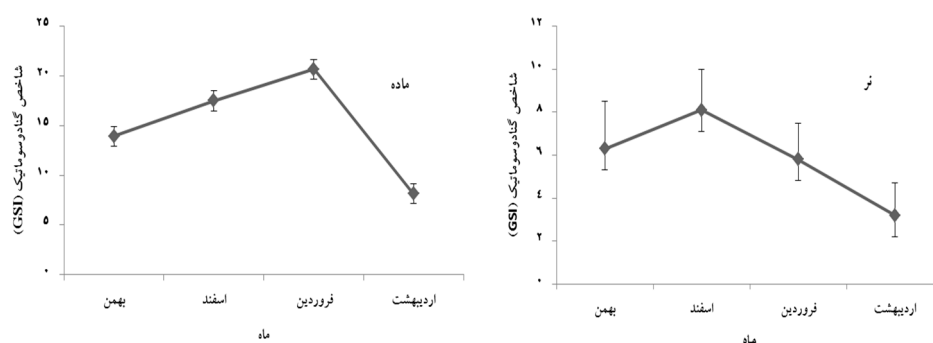 شاخص گنادوسوماتیک (GSI)
۲۵
۲۰
۱۵
۱۰
۵
۰
ماده
بهمن
اسفند
فروردین
اردیبهشت
ماه
شاخص گنادوسوماتیک (GSI)
۱۲
۱۰
۸
۶
۴
۲
۰
نر
بهمن
اسفند
فروردین
اردیبهشت
ماه